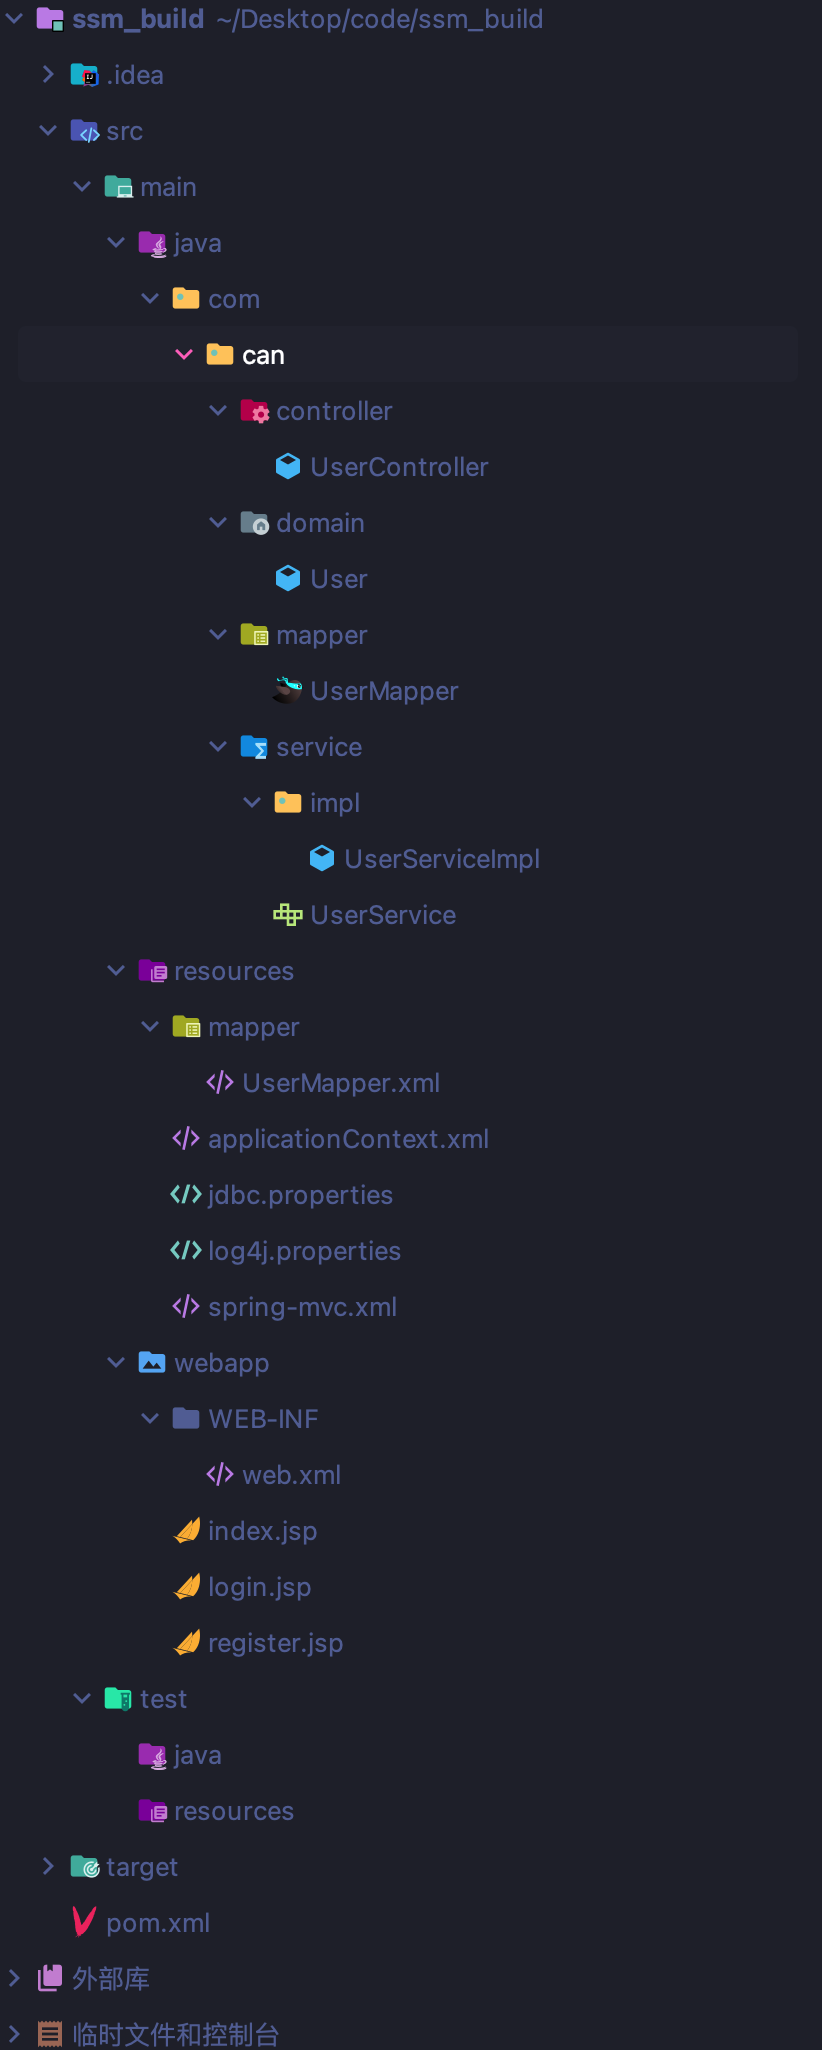 ssm_build ~/Desktop/code/ssm_build
.idea
src
main
java
com
can
controller
UserController
domain
User
mapper
UserMapper
service
impl
UserServiceImpl
UserService
resources
mapper
UserMapper.xml
applicationContext.xml
jdbc.properties
log4j.properties
spring-mvc.xml
webapp
WEB-INF
web.xml
index.jsp
login.jsp
register.jsp
test
java
resources
target
pom.xml
外部库
临时文件和控制台